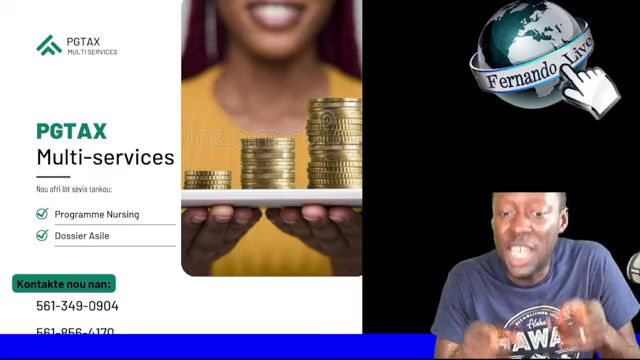 PGTAX
MULTI SERVICES
PGTAX
Multi-services
Nou ofri lòt sèvis tankou:
Programme Nursing
Dossier Asile
Kontakte nou nan:
561-349-0904
561-856-4170
Fernando Live
dreamstime